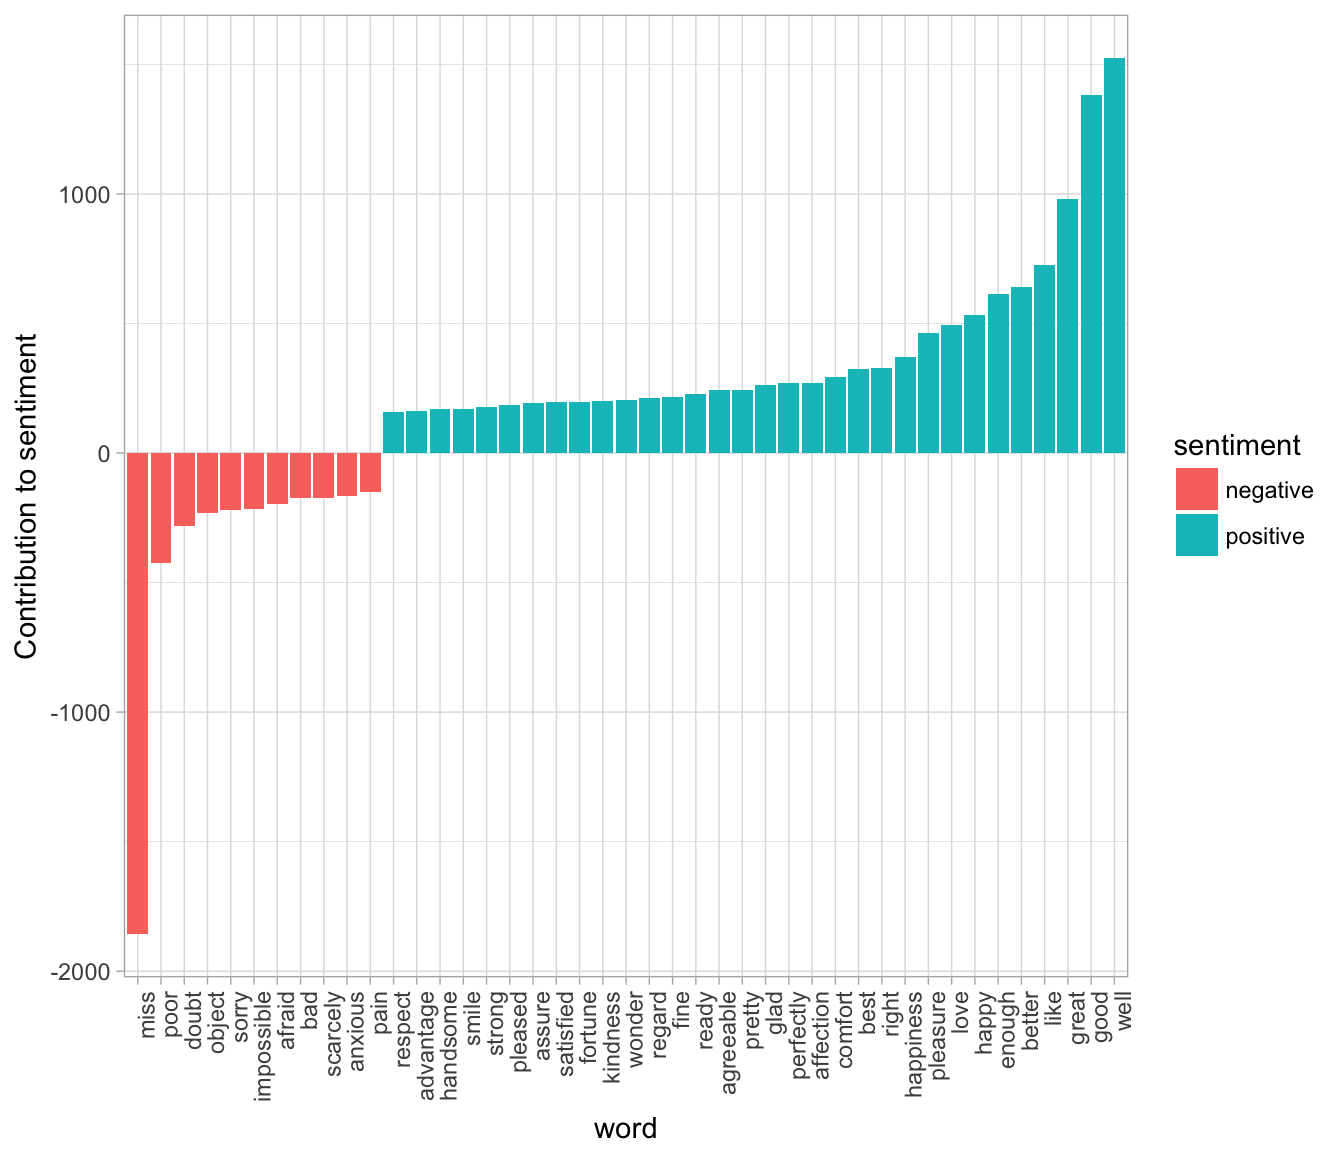 Contribution to sentiment
1000
0
-1000
-2000
miss
poor
doubt
object
sorry
impossible
afraid
bad
scarcely
anxious
pain
respect
advantage
handsome
smile
strong
pleased
assure
satisfied
fortune
kindness
wonder
regard
fine
ready
agreeable
pretty
glad
perfectly
affection
comfort
best
right
happiness
pleasure
love
happy
enough
better
like
great
good
well
word
sentiment
negative
positive